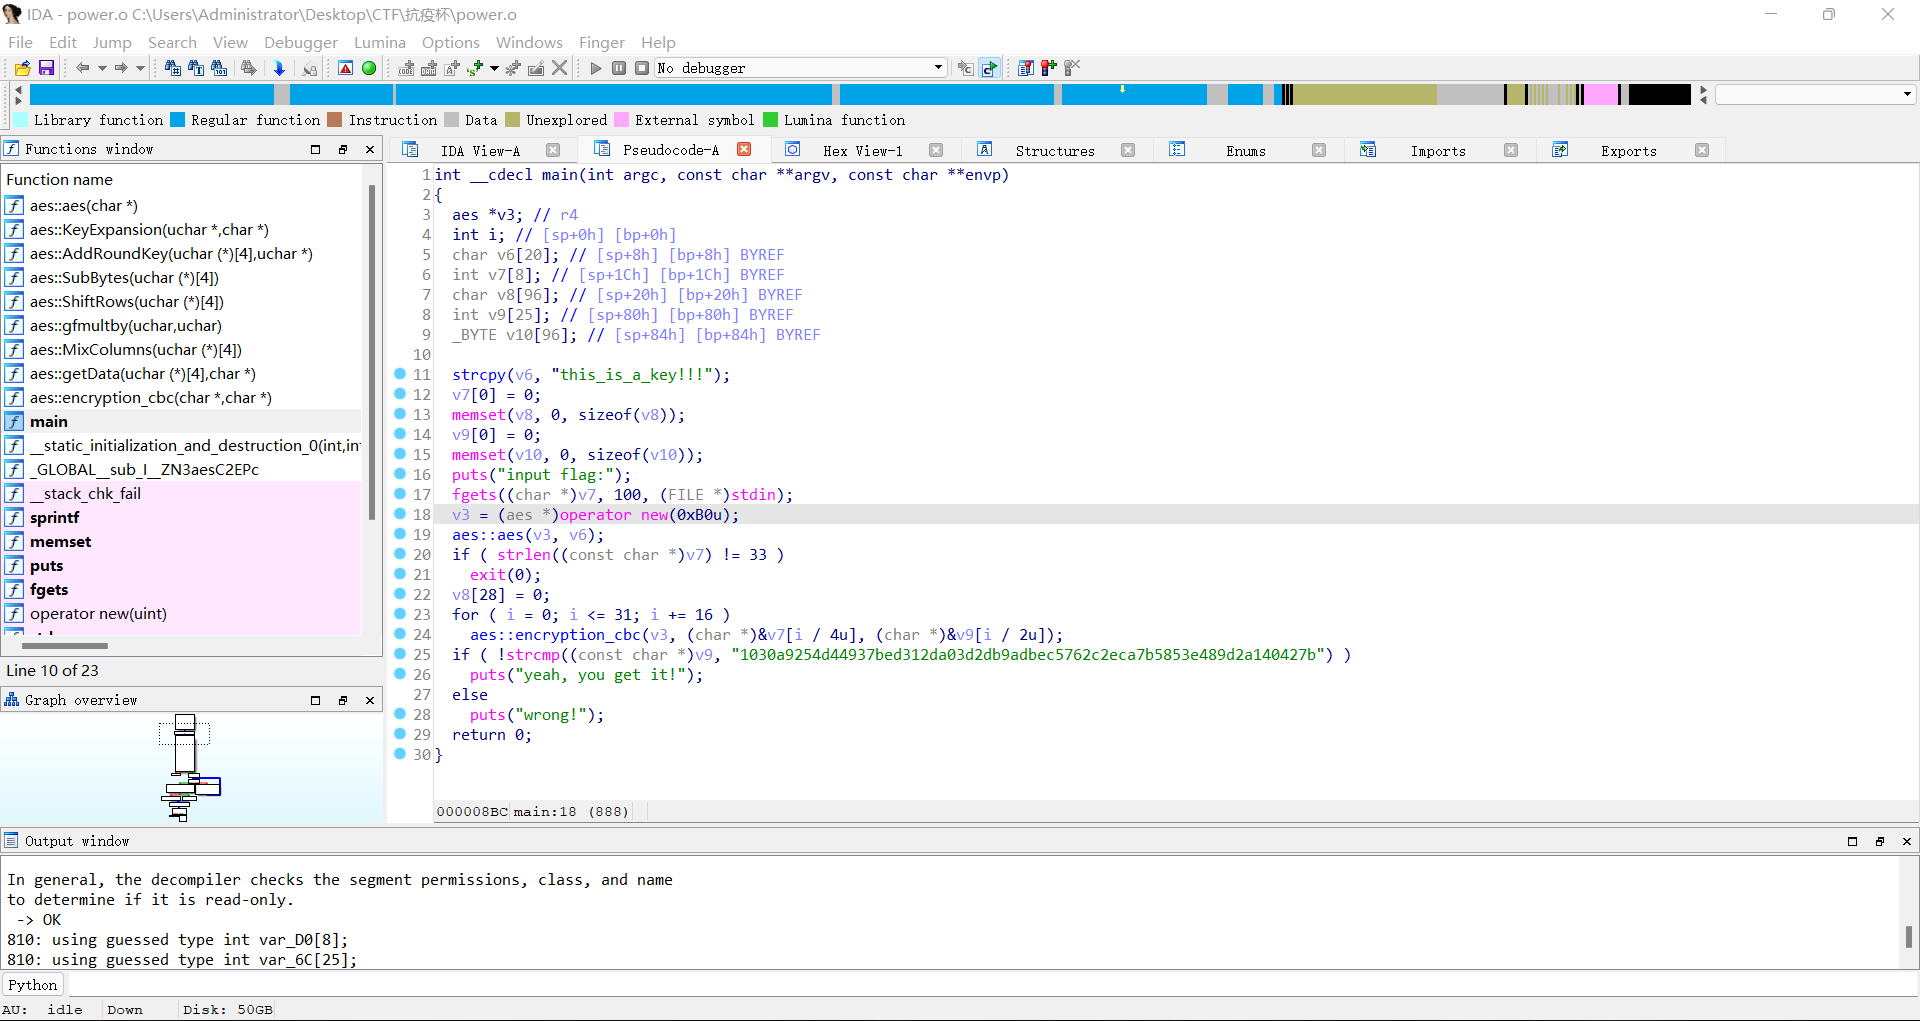 IDA - power.o C:\Users\Administrator\Desktop\CTF\抗疫杯\power.o
File Edit Jump Search View Debugger Lumina Options Windows Finger Help
No debugger
Library function Regular function Instruction Data Unexplored External symbol Lumina function
Functions window
Function name
aes::aes(char *)
aes::KeyExpansion(uchar *,char *)
aes::AddRoundKey(uchar (*)[4],uchar *)
aes::SubBytes(uchar (*)[4])
aes::ShiftRows(uchar (*)[4])
aes::gfmultby(uchar,uchar)
aes::MixColumns(uchar (*)[4])
aes::getData(uchar (*)[4],char *)
aes::encryption_cbc(char *,char *)
main
__static_initialization_and_destruction_0(int,in
_GLOBAL__sub_I__ZN3aesC2EPc
__stack_chk_fail
sprintf
memset
puts
fgets
operator new(uint)
Line 10 of 23
Graph overview
IDA View-A Pseudocode-A Hex View-1 Structures Enums Imports Exports
1 int __cdecl main(int argc, const char **argv, const char **envp)
2 {
3 aes *v3; // r4
4 int i; // [sp+0h] [bp+0h]
5 char v6[20]; // [sp+8h] [bp+8h] BYREF
6 int v7[8]; // [sp+1Ch] [bp+1Ch] BYREF
7 char v8[96]; // [sp+20h] [bp+20h] BYREF
8 int v9[25]; // [sp+80h] [bp+80h] BYREF
9 _BYTE v10[96]; // [sp+84h] [bp+84h] BYREF
10
11 strcpy(v6, "this_is_a_key!!!");
12 v7[0] = 0;
13 memset(v8, 0, sizeof(v8));
14 v9[0] = 0;
15 memset(v10, 0, sizeof(v10));
16 puts("input flag:");
17 fgets((char *)v7, 100, (FILE *)stdin);
18 v3 = (aes *)operator new(0xB0u);
19 aes::aes(v3, v6);
20 if ( strlen((const char *)v7) != 33 )
21 exit(0);
22 v8[28] = 0;
23 for ( i = 0; i <= 31; i += 16 )
24 aes::encryption_cbc(v3, (char *)&v7[i / 4u], (char *)&v9[i / 2u]);
25 if ( !strcmp((const char *)v9, "1030a9254d44937bed312da03d2db9adbec5762c2eca7b5853e489d2a140427b") )
26 puts("yeah, you get it!");
27 else
28 puts("wrong!");
29 return 0;
30 }
000008BC main:18 (888)
Output window
In general, the decompiler checks the segment permissions, class, and name
to determine if it is read-only.
-> OK
810: using guessed type int var_D0[8];
810: using guessed type int var_6C[25];
Python
AU: idle Down Disk: 50GB